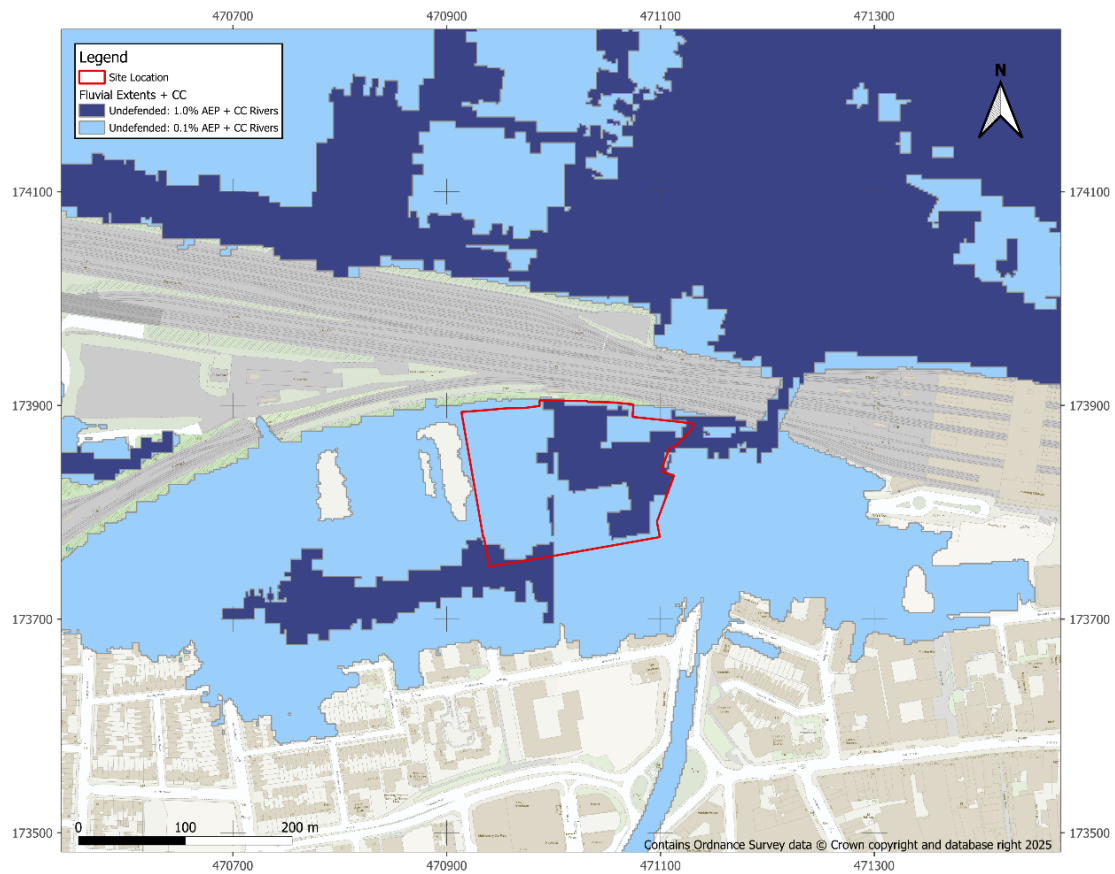 470700 470900 471100 471300
Legend
Site Location
Fluvial Extents + CC
Undefended: 1.0% AEP + CC Rivers
Undefended: 0.1% AEP + CC Rivers
N
174100 174100
173900 173900
173700 173700
0 100 200 m
173500 173500
Contains Ordnance Survey data © Crown copyright and database right 2025
470700 470900 471100 471300